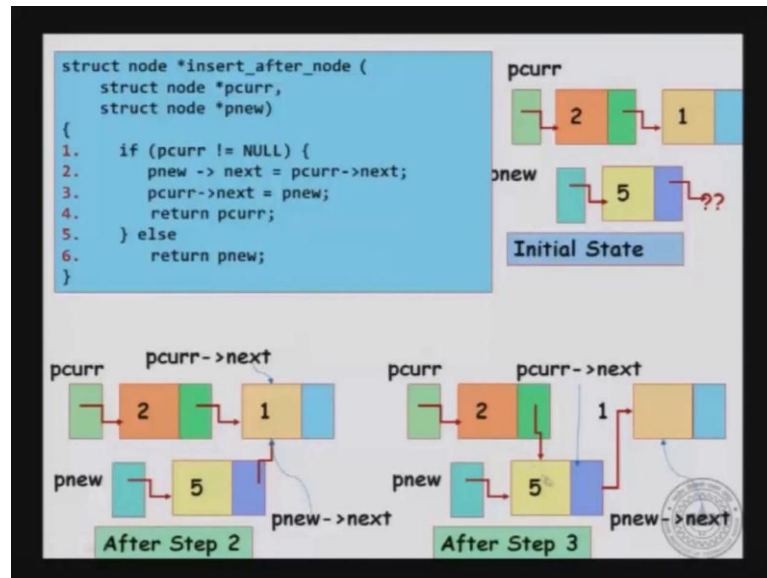 struct node *insert_after_node (
struct node *pcurr,
struct node *pnew)
{
1. if (pcurr != NULL) {
2. pnew -> next = pcurr->next;
3. pcurr->next = pnew;
4. return pcurr;
5. } else
6. return pnew;
}
pcurr
2 1
pnew
5 ??
Initial State
pcurr pcurr->next
2 1
pnew
5
pnew->next
After Step 2
pcurr pcurr->next
2 1
pnew
5
pnew->next
After Step 3